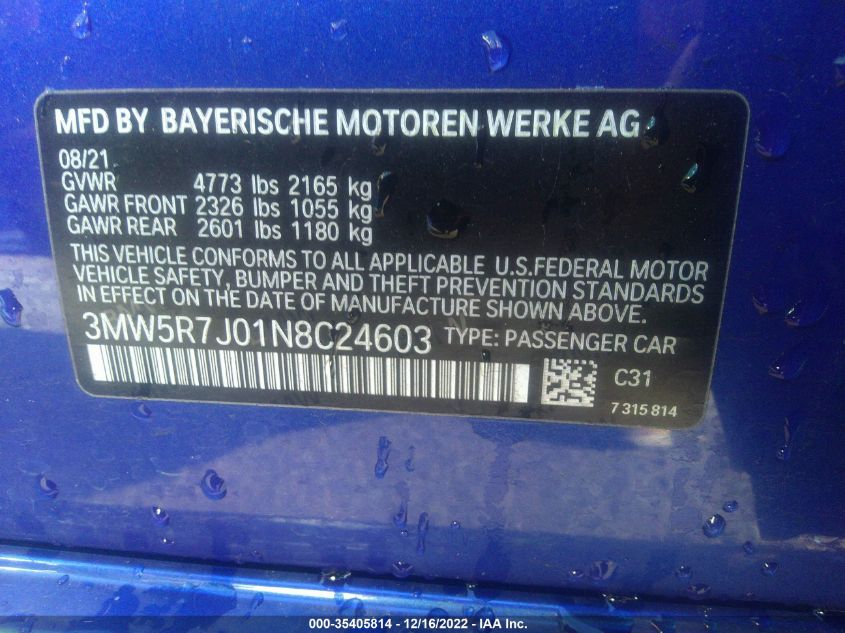 MFD BY BAYERISCHE MOTOREN WERKE AG
08/21
GVWR 4773 lbs 2165 kg
GAWR FRONT 2326 lbs 1055 kg
GAWR REAR 2601 lbs 1180 kg
THIS VEHICLE CONFORMS TO ALL APPLICABLE U.S.FEDERAL MOTOR
VEHICLE SAFETY, BUMPER AND THEFT PREVENTION STANDARDS
IN EFFECT ON THE DATE OF MANUFACTURE SHOWN ABOVE.
3MW5R7J01N8C24603 TYPE: PASSENGER CAR
C31
7 315 814
000-35405814 - 12/16/2022 - IAA Inc.